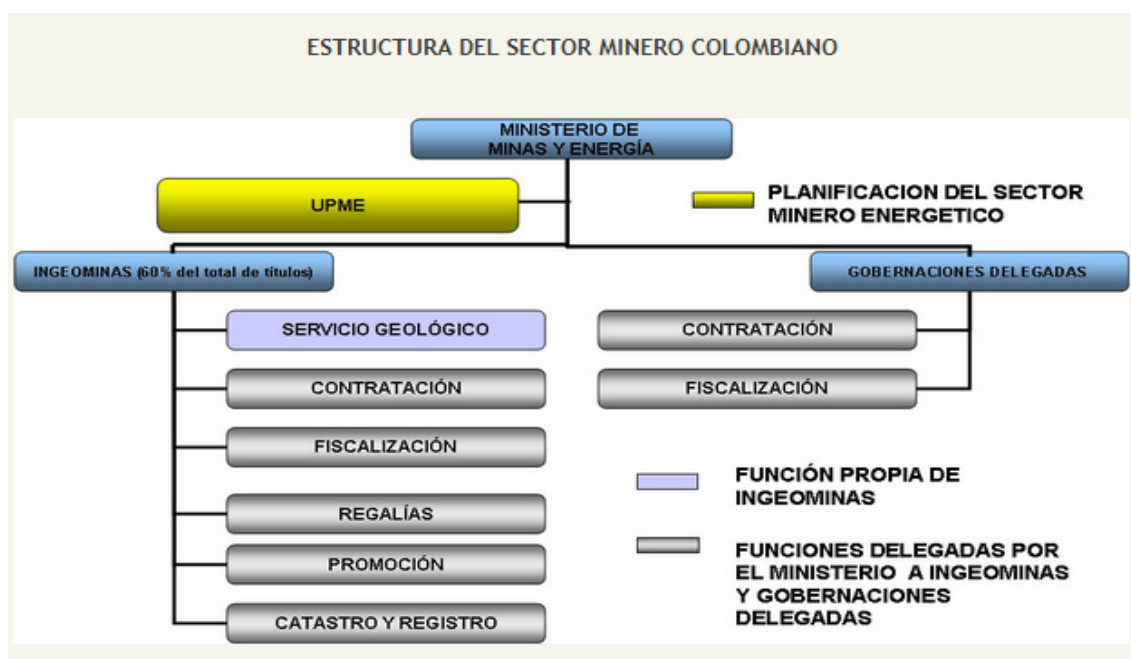 ESTRUCTURA DEL SECTOR MINERO COLOMBIANO
MINISTERIO DE
MINAS Y ENERGÍA
UPME
PLANIFICACION DEL SECTOR
MINERO ENERGETICO
INGEOMINAS (60% del total de títulos)
GOBERNACIONES DELEGADAS
SERVICIO GEOLÓGICO
CONTRATACIÓN
FISCALIZACIÓN
REGALÍAS
PROMOCIÓN
CATASTRO Y REGISTRO
CONTRATACIÓN
FISCALIZACIÓN
FUNCIÓN PROPIA DE
INGEOMINAS
FUNCIONES DELEGADAS POR
EL MINISTERIO A INGEOMINAS
Y GOBERNACIONES
DELEGADAS